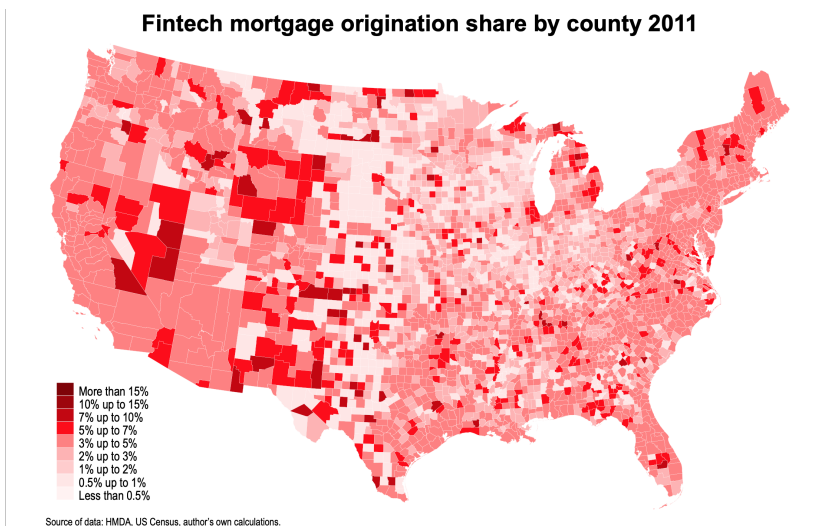 Fintech mortgage origination share by county 2011
More than 15%
10% up to 15%
7% up to 10%
5% up to 7%
3% up to 5%
2% up to 3%
1% up to 2%
0.5% up to 1%
Less than 0.5%
Source of data: HMDA, US Census, author's own calculations.